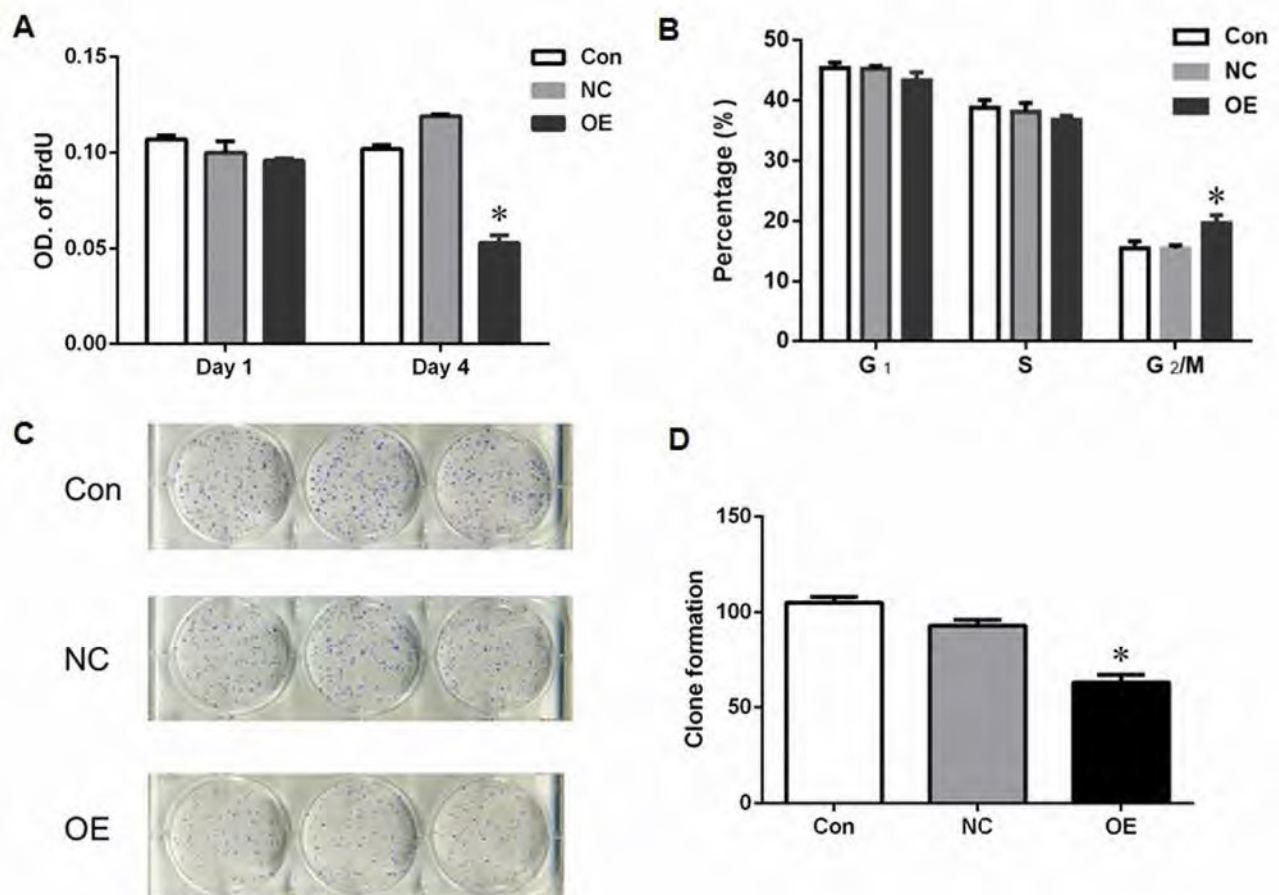 A
OD. of BrdU
0.15
0.10
0.05
0.00
Con
NC
OE
*
Day 1 Day 4
B
Percentage (%)
50
40
30
20
10
0
Con
NC
OE
*
G 1 S G 2/M
C
Con
NC
OE
D
Clone formation
150
100
50
0
*
Con NC OE